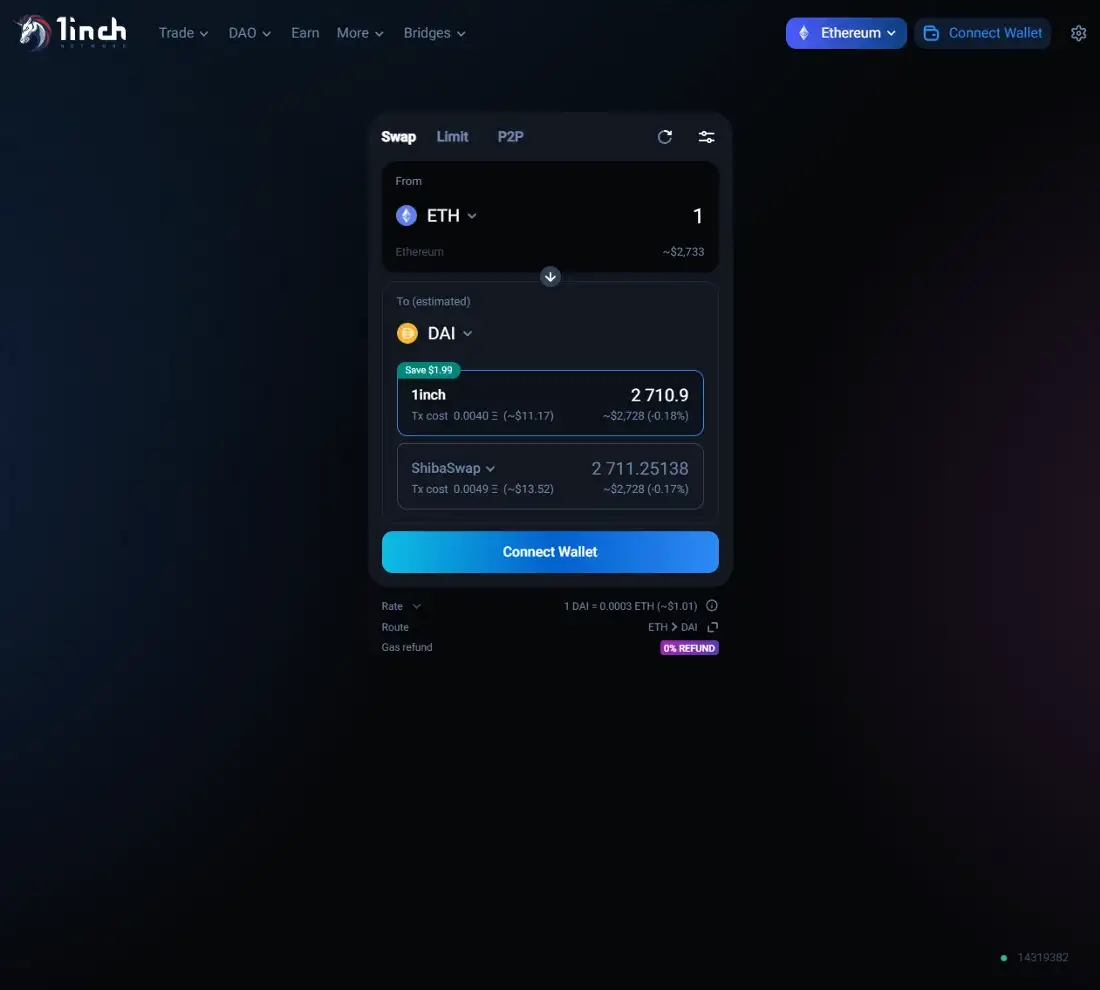 1inch
NETWORK
Trade
DAO
Earn
More
Bridges
Ethereum
Connect Wallet
Swap
Limit
P2P
From
ETH
1
Ethereum
~$2,733
To (estimated)
DAI
Save $1.99
1inch
2 710.9
Tx cost 0.0040 Ξ (~$11.17)
~$2,728 (-0.18%)
ShibaSwap
2 711.25138
Tx cost 0.0049 Ξ (~$13.52)
~$2,728 (-0.17%)
Connect Wallet
Rate
1 DAI = 0.0003 ETH (~$1.01)
Route
ETH > DAI
Gas refund
0% REFUND
14319382